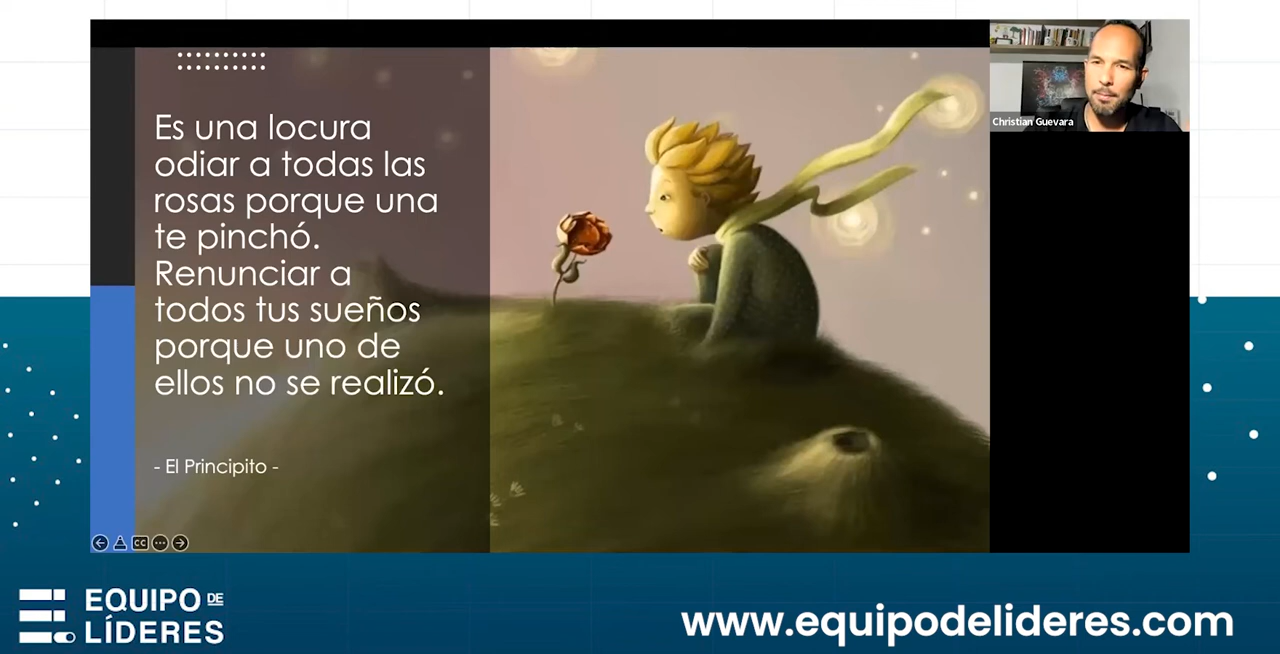 Es una locura
odiar a todas las
rosas porque una
te pinchó.
Renunciar a
todos tus sueños
porque uno de
ellos no se realizó.
- El Principito -
Christian Guevara
CC
EQUIPO DE
LÍDERES
www.equipodelideres.com